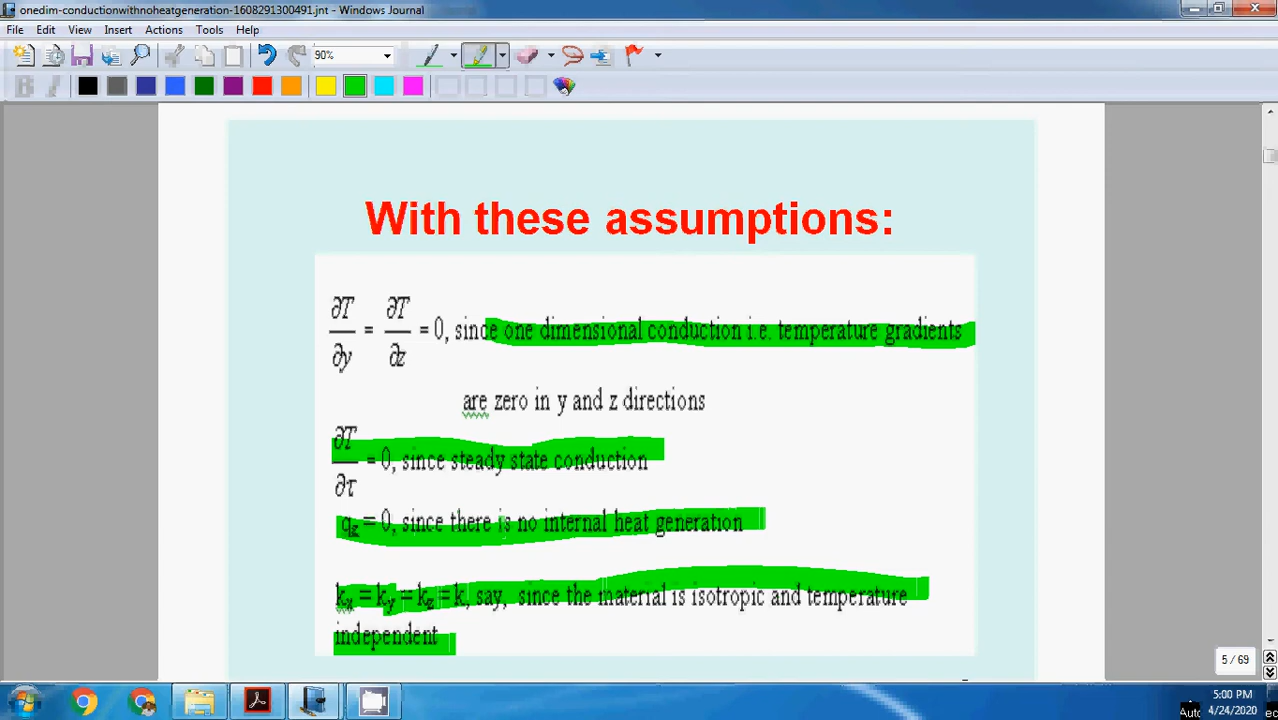 onedim-conductionwithnoheatgeneration-1608291300491.jnt - Windows Journal
File Edit View Insert Actions Tools Help
90%
With these assumptions:
∂T/∂y = ∂T/∂z = 0, since one dimensional conduction i.e. temperature gradients
are zero in y and z directions
∂T/∂τ = 0, since steady state conduction
qg = 0, since there is no internal heat generation
kx = ky = kz = k, say, since the material is isotropic and temperature
independent
5 / 69
5:00 PM
4/24/2020
Auto